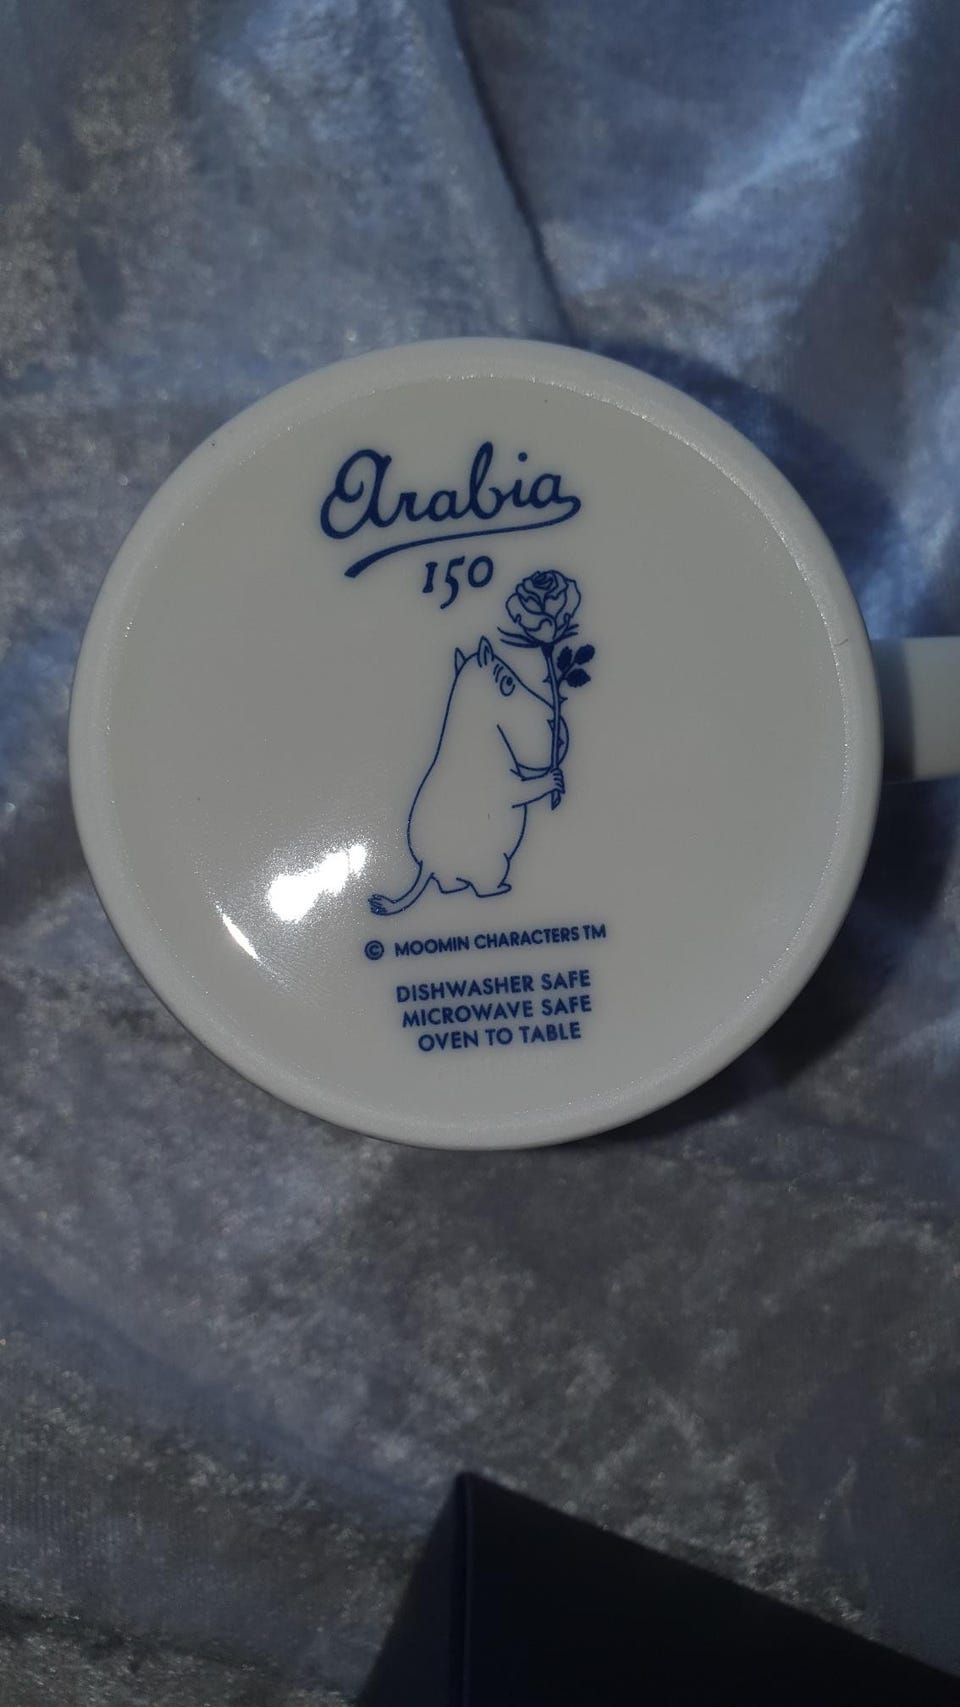 Arabia
150
© MOOMIN CHARACTERS TM
DISHWASHER SAFE
MICROWAVE SAFE
OVEN TO TABLE